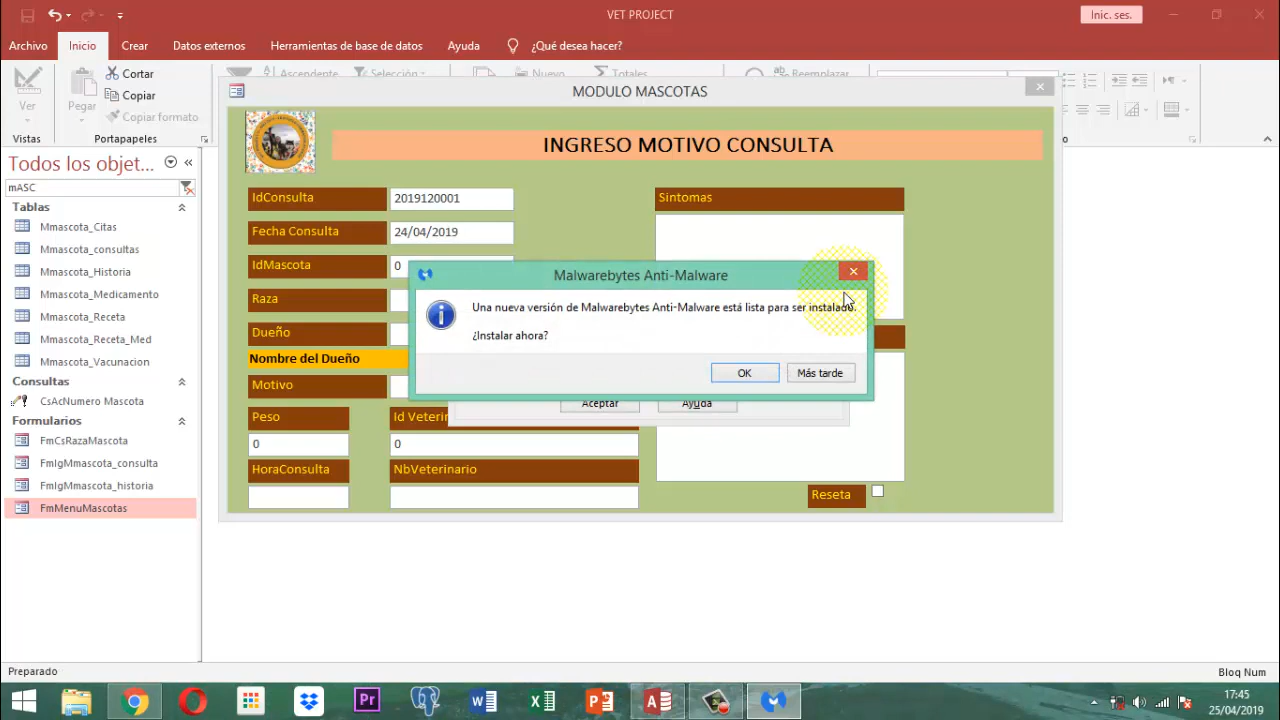 VET PROJECT
Inic. ses.
Archivo
Inicio
Crear
Datos externos
Herramientas de base de datos
Ayuda
¿Qué desea hacer?
Ver
Pegar
Cortar
Copiar
Copiar formato
Ascendente
Selección
Nuevo
Totales
Reemplazar
Vistas
Portapapeles
MODULO MASCOTAS
Todos los objet...
mASC
Tablas
Mmascota_Citas
Mmascota_consultas
Mmascota_Historia
Mmascota_Medicamento
Mmascota_Receta
Mmascota_Receta_Med
Mmascota_Vacunacion
Consultas
CsAcNumero Mascota
Formularios
FmCsRazaMascota
FmIgMmascota_consulta
FmIgMmascota_historia
FmMenuMascotas
INGRESO MOTIVO CONSULTA
IdConsulta
2019120001
Fecha Consulta
24/04/2019
IdMascota
0
Raza
Dueño
Nombre del Dueño
Motivo
Peso
0
Id Veterin
0
HoraConsulta
NbVeterinario
Sintomas
Reseta
Malwarebytes Anti-Malware
Una nueva versión de Malwarebytes Anti-Malware está lista para ser instalado.
¿Instalar ahora?
OK
Más tarde
Aceptar
Ayuda
Preparado
Bloq Num
Pr
17:45
25/04/2019